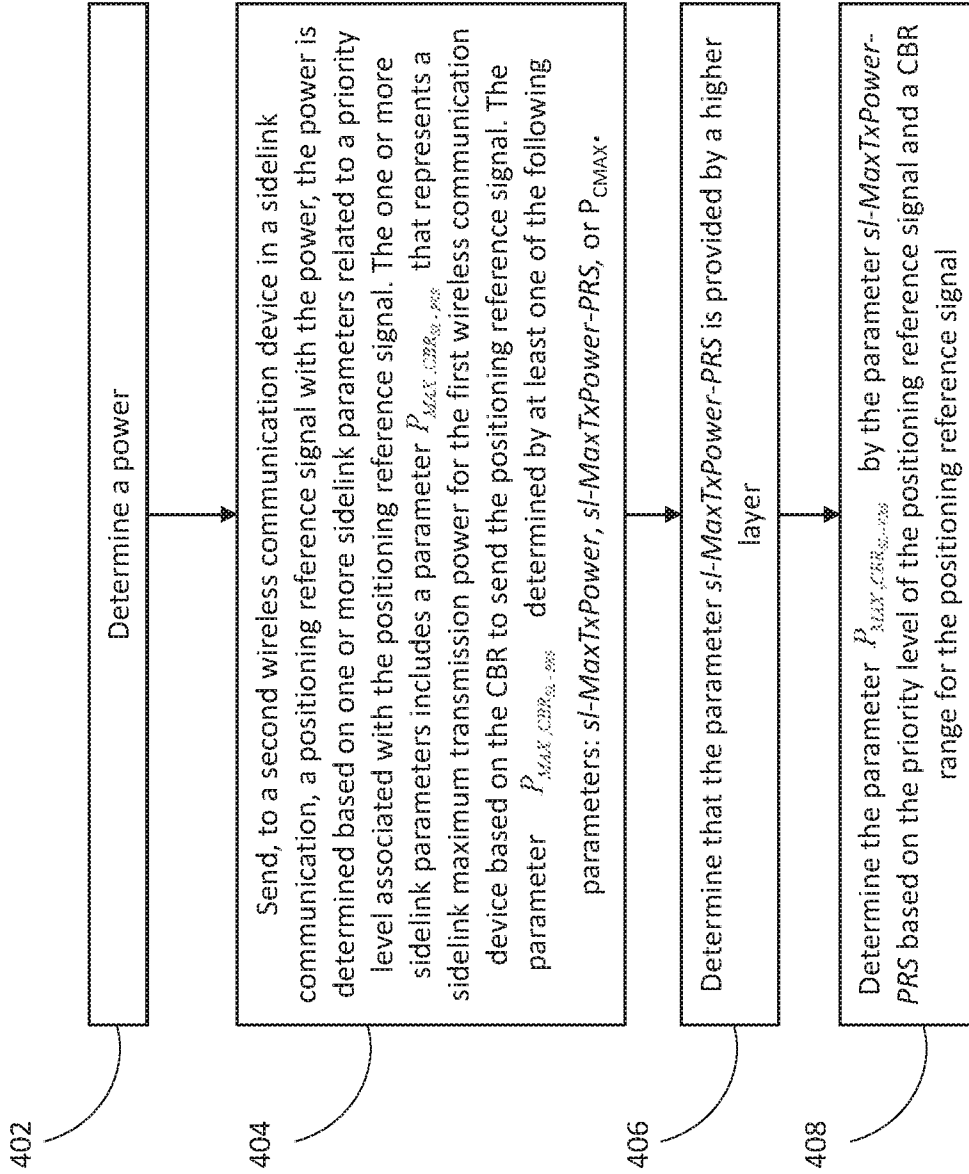 402
Determine a power
404
Send, to a second wireless communication device in a sidelink
communication, a positioning reference signal with the power, the power is
determined based on one or more sidelink parameters related to a priority
level associated with the positioning reference signal. The one or more
sidelink parameters includes a parameter P_MAX,CBR_SL-PRS that represents a
sidelink maximum transmission power for the first wireless communication
device based on the CBR to send the positioning reference signal. The
parameter P_MAX,CBR_SL-PRS determined by at least one of the following
parameters: sl-MaxTxPower, sl-MaxTxPower-PRS, or P_CMAX.
406
Determine that the parameter sl-MaxTxPower-PRS is provided by a higher
layer
408
Determine the parameter P_MAX,CBR_SL-PRS by the parameter sl-MaxTxPower-
PRS based on the priority level of the positioning reference signal and a CBR
range for the positioning reference signal